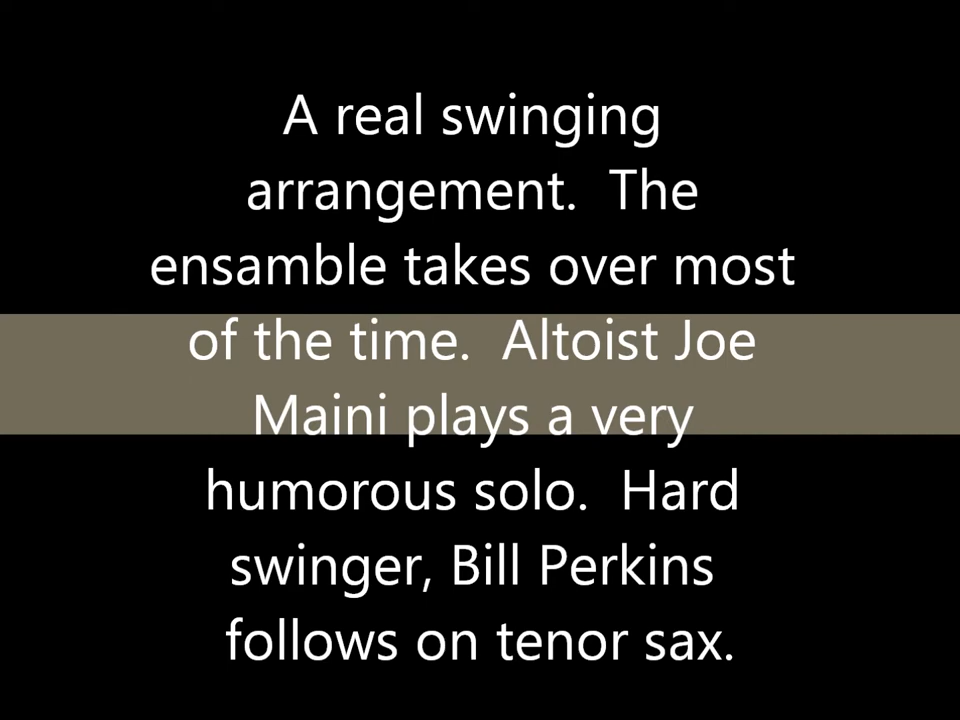 A real swinging
arrangement.  The
ensamble takes over most
of the time.  Altoist Joe
Maini plays a very
humorous solo.  Hard
swinger, Bill Perkins
follows on tenor sax.